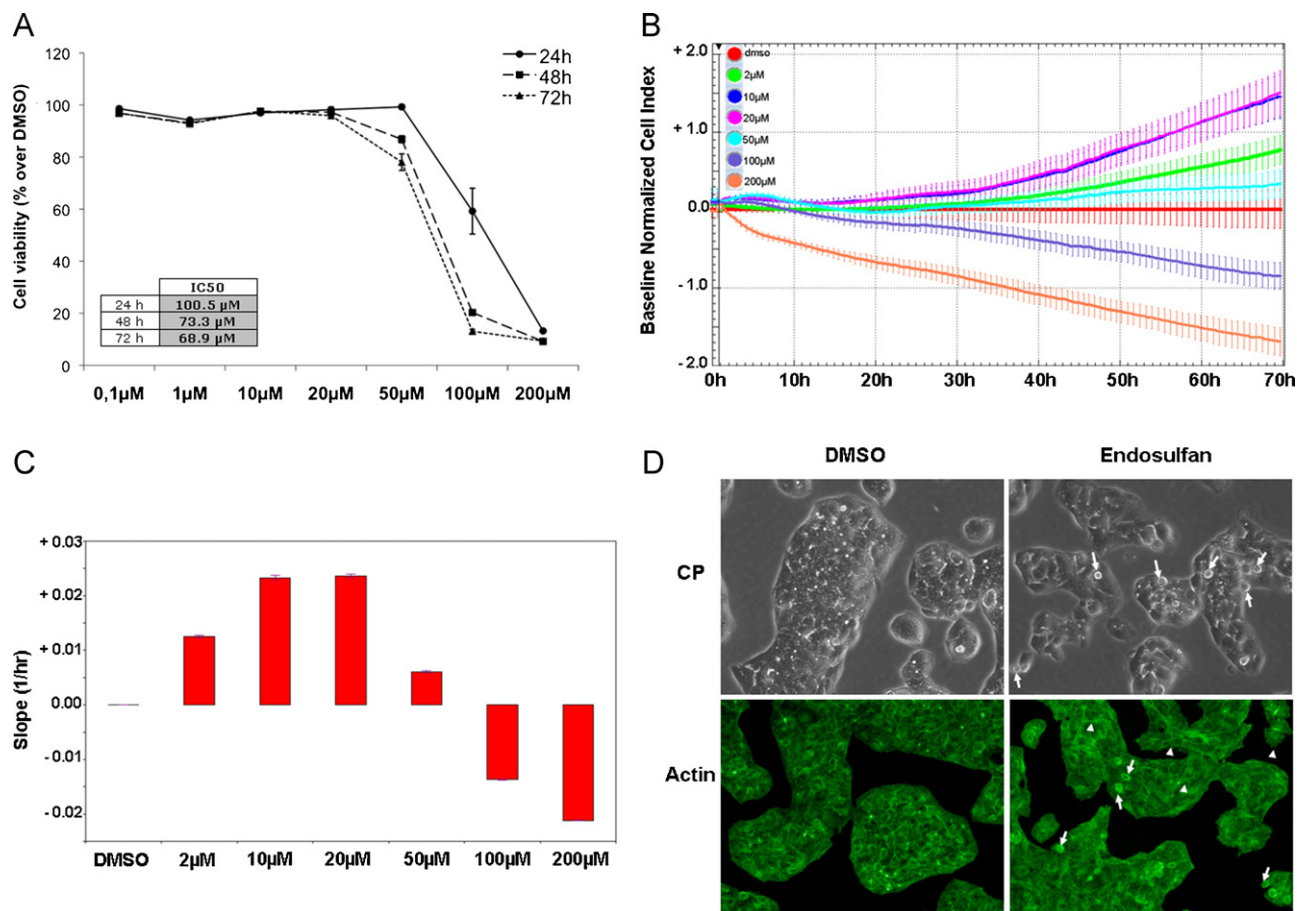 A
Cell viability (% over DMSO)
120
100
80
60
40
20
0
24h
48h
72h
IC50
24 h 100.5 µM
48 h 73.3 µM
72 h 68.9 µM
0,1µM 1µM 10µM 20µM 50µM 100µM 200µM
B
Baseline Normalized Cell Index
+ 2.0
+ 1.0
0.0
- 1.0
- 2.0
dmso
2µM
10µM
20µM
50µM
100µM
200µM
0h 10h 20h 30h 40h 50h 60h 70h
C
Slope (1/hr)
+ 0.03
+ 0.02
+ 0.01
0.00
- 0.01
- 0.02
DMSO 2µM 10µM 20µM 50µM 100µM 200µM
D
DMSO Endosulfan
CP
Actin